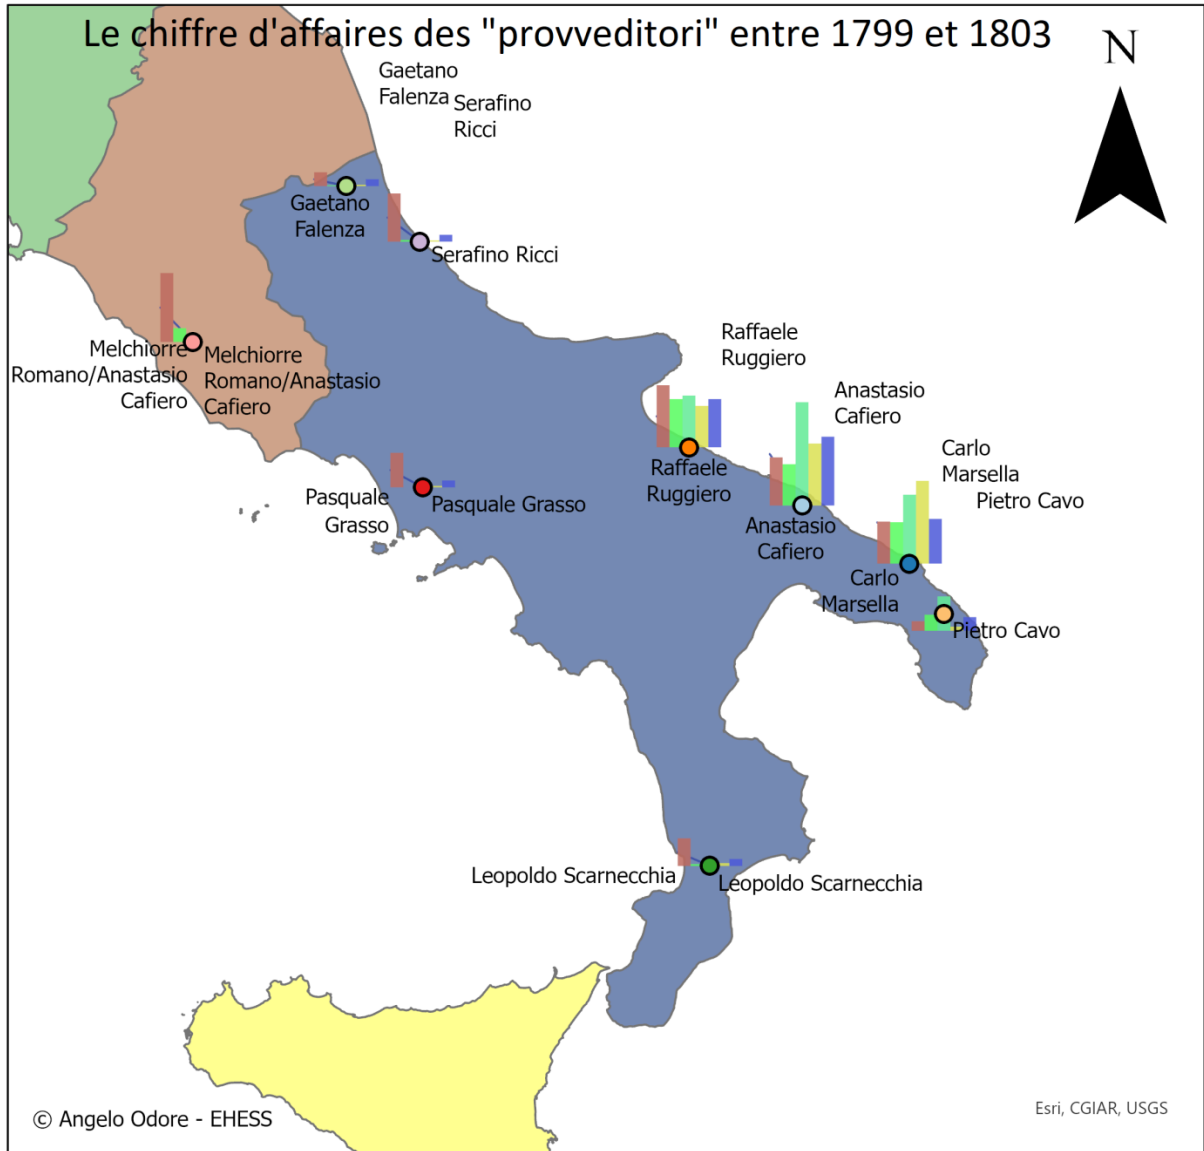 Le chiffre d'affaires des "provveditori" entre 1799 et 1803
N
Gaetano
Falenza
Serafino
Ricci
Gaetano
Falenza
Serafino Ricci
Melchiorre
Romano/Anastasio
Cafiero
Melchiorre
Romano/Anastasio
Cafiero
Raffaele
Ruggiero
Anastasio
Cafiero
Carlo
Marsella
Pietro Cavo
Raffaele
Ruggiero
Pasquale
Grasso
Pasquale Grasso
Anastasio
Cafiero
Carlo
Marsella
Pietro Cavo
Leopoldo Scarnecchia
Leopoldo Scarnecchia
© Angelo Odore - EHESS
Esri, CGIAR, USGS